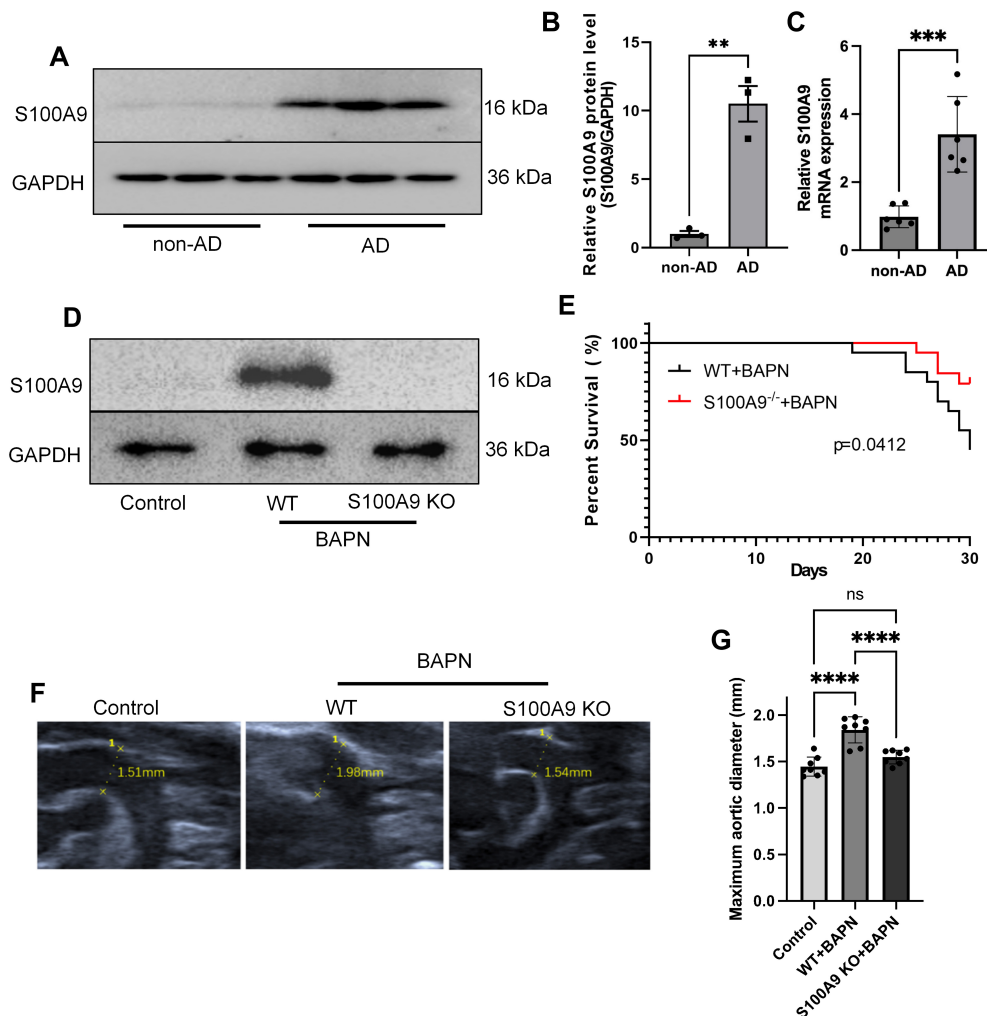 A
S100A9
16 kDa
GAPDH
36 kDa
non-AD
AD
B
Relative S100A9 protein level
(S100A9/GAPDH)
15
10
5
0
**
non-AD
AD
C
Relative S100A9
mRNA expression
6
4
2
0
***
non-AD
AD
D
S100A9
16 kDa
GAPDH
36 kDa
Control
WT
S100A9 KO
BAPN
E
Percent Survival ( %)
100
50
0
WT+BAPN
S100A9-/-+BAPN
p=0.0412
0
10
20
30
Days
F
BAPN
Control
WT
S100A9 KO
1
1.51mm
1
1.98mm
1
1.54mm
G
Maximum aortic diameter (mm)
2.0
1.5
1.0
0.5
0.0
ns
****
****
Control
WT+BAPN
S100A9 KO+BAPN